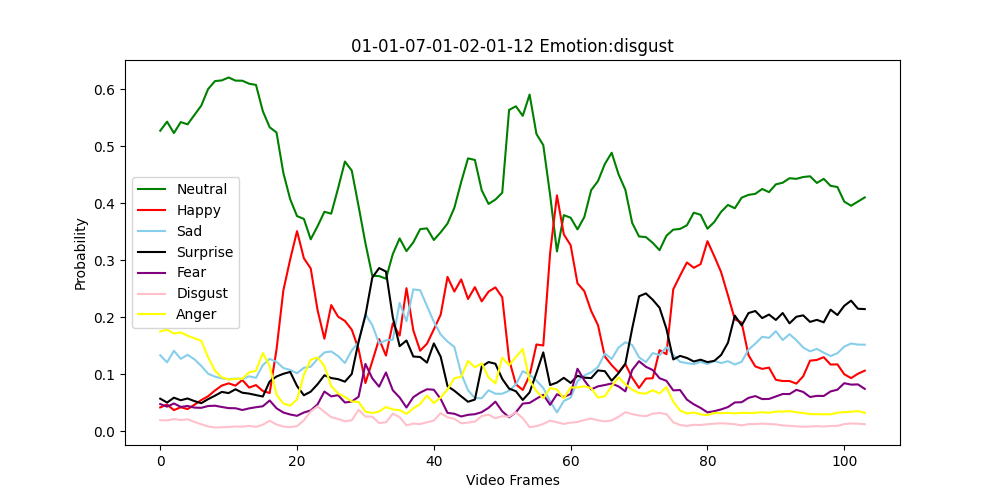 01-01-07-01-02-01-12 Emotion:disgust
Probability
0.6
0.5
0.4
0.3
0.2
0.1
0.0
Neutral
Happy
Sad
Surprise
Fear
Disgust
Anger
0 20 40 60 80 100
Video Frames